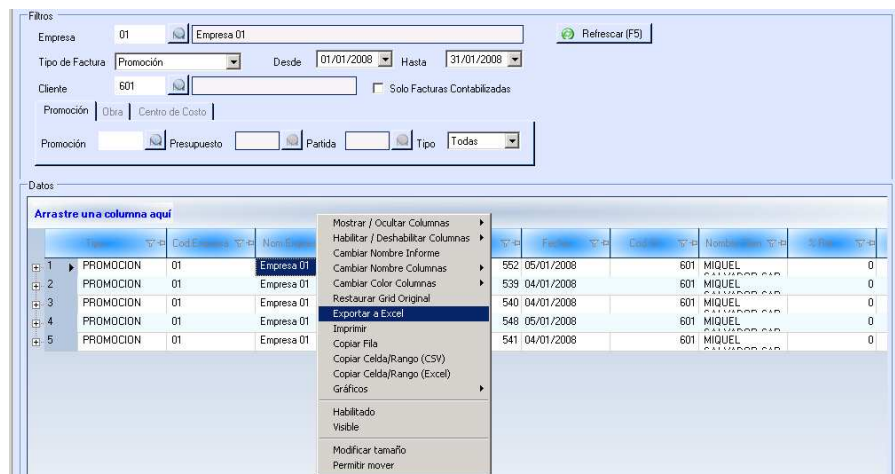 Filtros
Empresa 01 Empresa 01 Refrescar (F5)
Tipo de Factura Promoción Desde 01/01/2008 Hasta 31/01/2008
Cliente 601 Solo Facturas Contabilizadas
Promoción Obra Centro de Costo
Promoción Presupuesto Partida Tipo Todas
Datos
Arrastre una columna aquí
Mostrar / Ocultar Columnas
Habilitar / Deshabilitar Columnas
Cambiar Nombre Informe
Cambiar Nombre Columnas
Cambiar Color Columnas
Restaurar Grid Original
Exportar a Excel
Imprimir
Copiar Fila
Copiar Celda/Rango (CSV)
Copiar Celda/Rango (Excel)
Gráficos
Habilitado
Visible
Modificar tamaño
Permitir mover
1 PROMOCION 01 Empresa 01 552 05/01/2008 601 MIQUEL 0
2 PROMOCION 01 Empresa 01 539 04/01/2008 601 MIQUEL 0
3 PROMOCION 01 Empresa 01 540 04/01/2008 601 MIQUEL 0
4 PROMOCION 01 Empresa 01 548 05/01/2008 601 MIQUEL 0
5 PROMOCION 01 Empresa 01 541 04/01/2008 601 MIQUEL 0